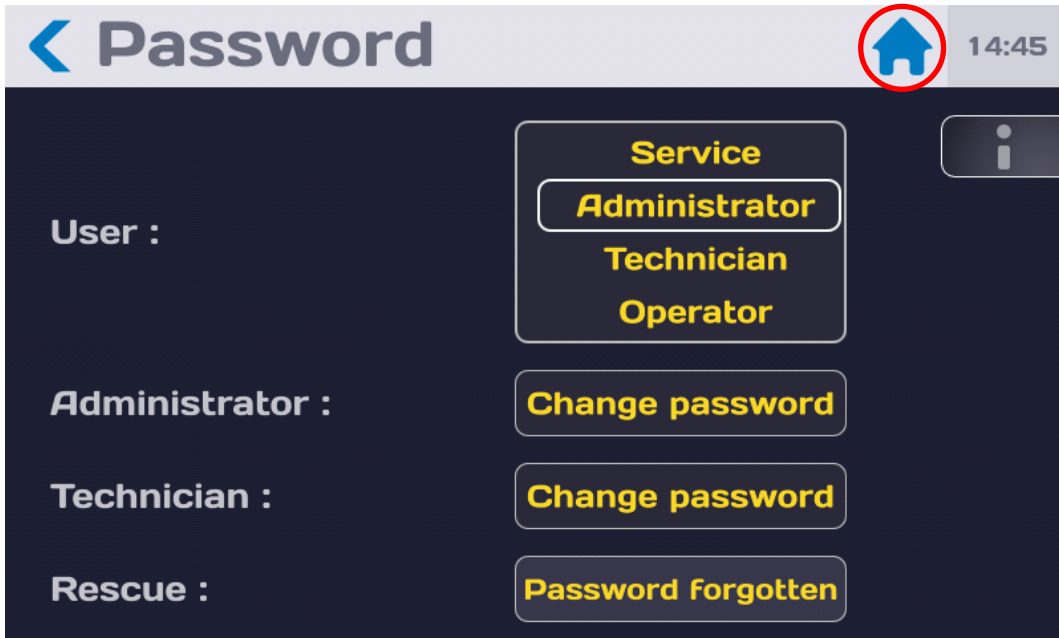 Password
14:45
Service
Administrator
User :
Technician
Operator
Administrator :
Change password
Technician :
Change password
Rescue :
Password forgotten